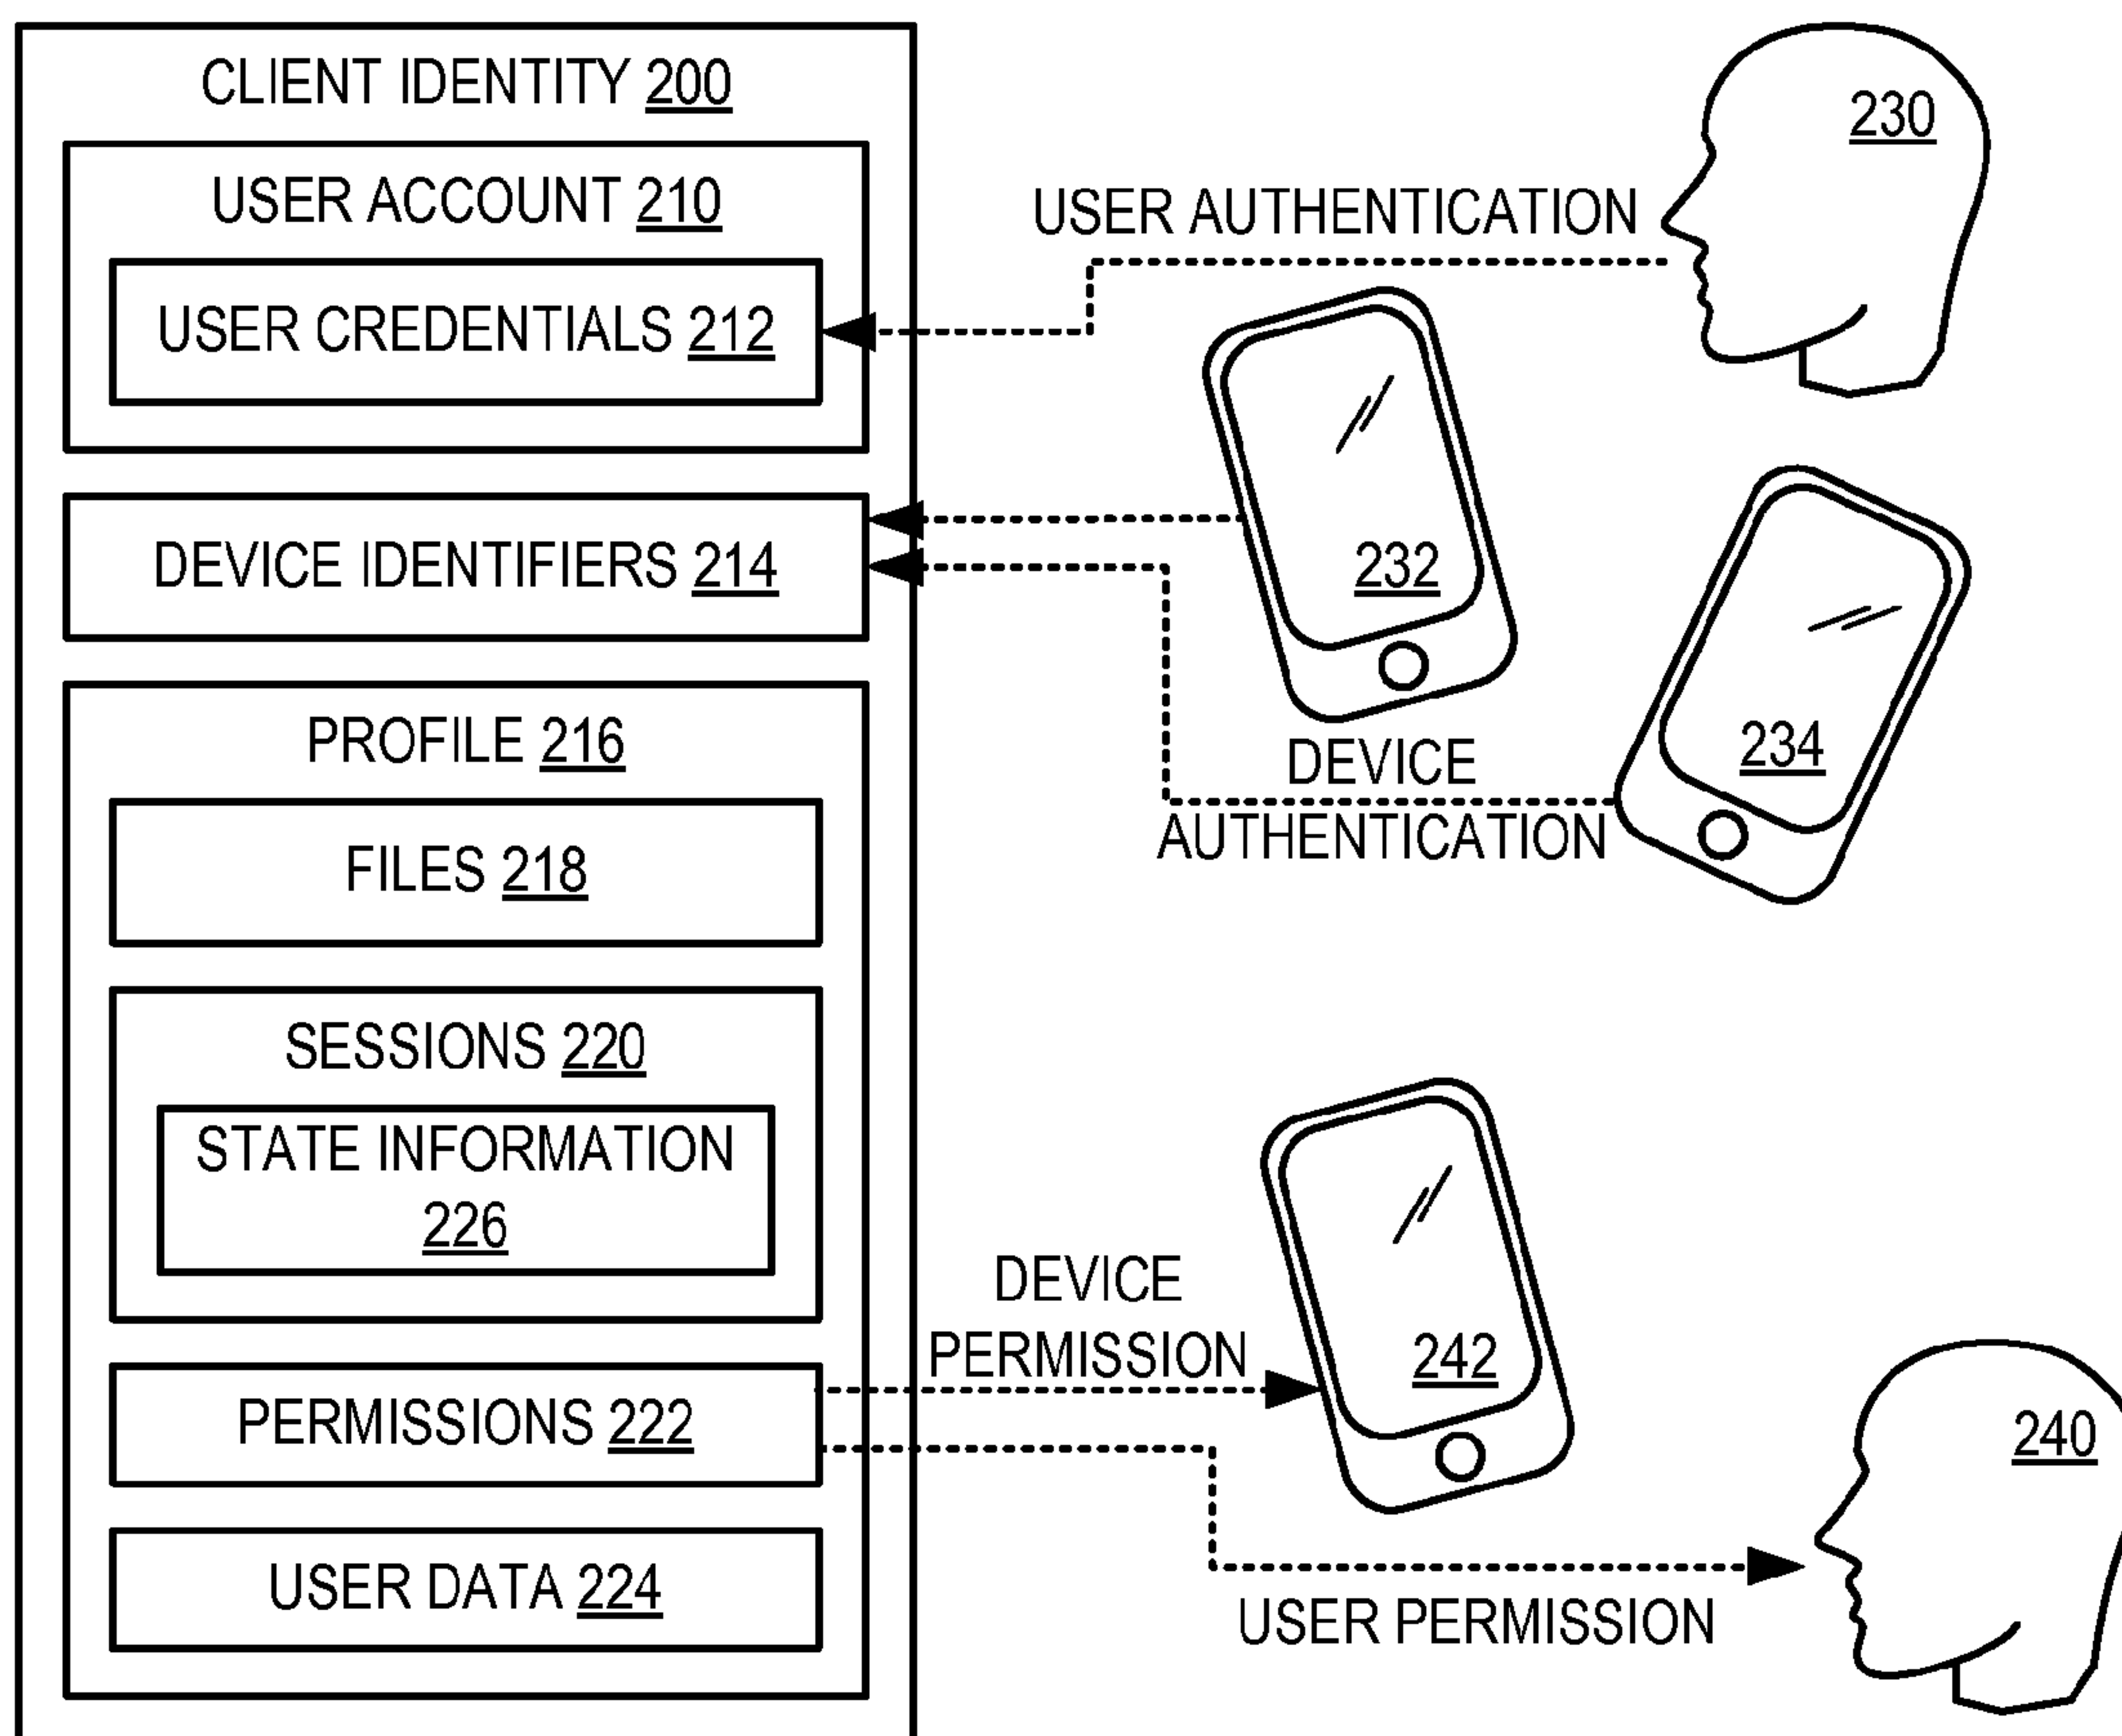 CLIENT IDENTITY 200
USER ACCOUNT 210
USER CREDENTIALS 212
DEVICE IDENTIFIERS 214
PROFILE 216
FILES 218
SESSIONS 220
STATE INFORMATION
226
PERMISSIONS 222
USER DATA 224
230
USER AUTHENTICATION
232
234
DEVICE
AUTHENTICATION
DEVICE
PERMISSION
242
240
USER PERMISSION